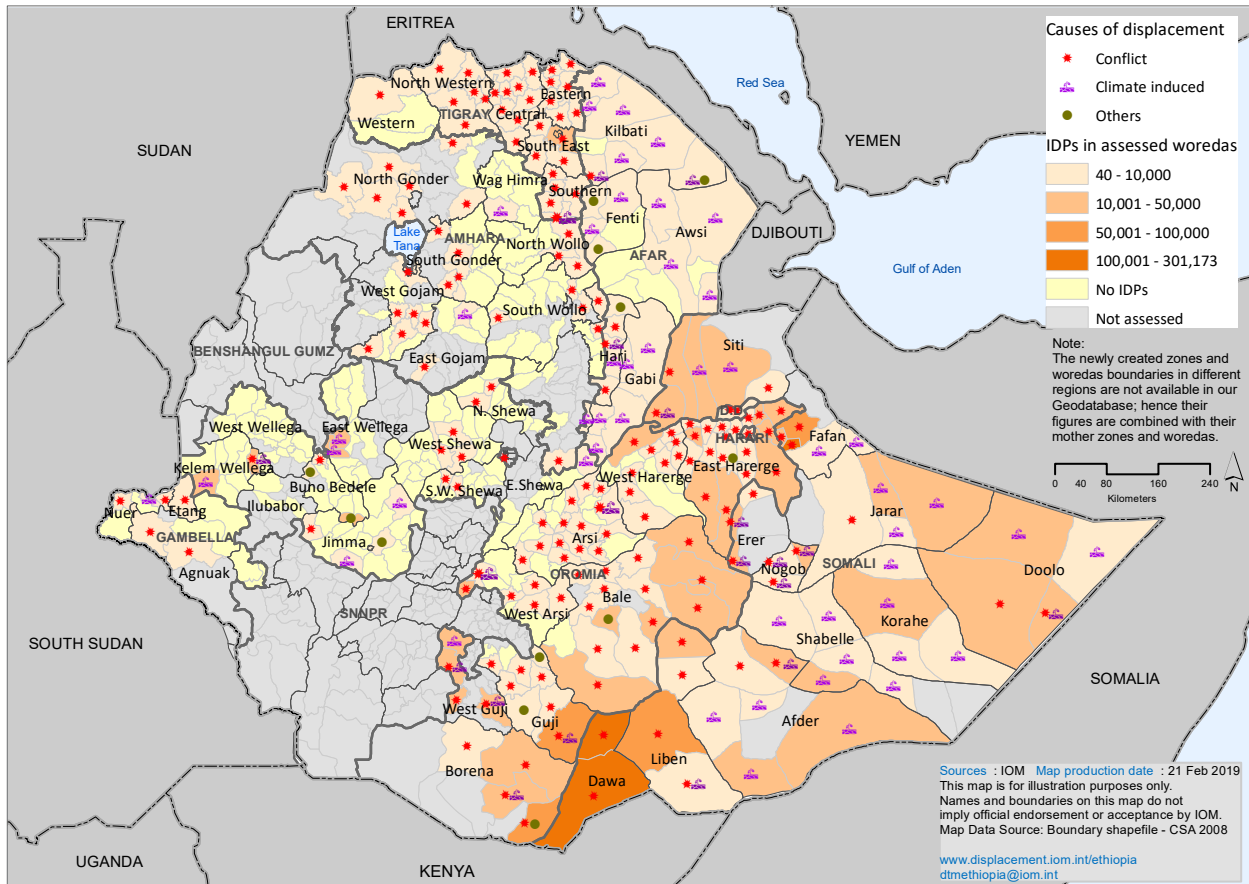 ERITREA
Red Sea
YEMEN
SUDAN
DJIBOUTI
Gulf of Aden
SOUTH SUDAN
SOMALIA
UGANDA
KENYA
North Western
Eastern
TIGRAY
Central
Western
South East
Kilbati
North Gonder
Wag Himra
Southern
Fenti
Lake
Tana
AMHARA
North Wollo
Awsi
South Gonder
AFAR
West Gojam
South Wollo
BENSHANGUL GUMZ
East Gojam
Hari
Gabi
Siti
N. Shewa
D.D
West Wellega
East Wellega
West Shewa
HARARI
Fafan
Kelem Wellega
East Harerge
Buno Bedele
S.W. Shewa
E.Shewa
West Harerge
Nuer
Etang
Ilubabor
Jarar
GAMBELLA
Jimma
Arsi
Erer
Agnuak
OROMIA
Nogob
SOMALI
Doolo
SNNPR
West Arsi
Bale
Korahe
Shabelle
West Guji
Guji
Afder
Borena
Liben
Dawa
Causes of displacement
Conflict
Climate induced
Others
IDPs in assessed woredas
40 - 10,000
10,001 - 50,000
50,001 - 100,000
100,001 - 301,173
No IDPs
Not assessed
Note:
The newly created zones and
woredas boundaries in different
regions are not available in our
Geodatabase; hence their
figures are combined with their
mother zones and woredas.
0 40 80 160 240
Kilometers
N
Sources : IOM Map production date : 21 Feb 2019
This map is for illustration purposes only.
Names and boundaries on this map do not
imply official endorsement or acceptance by IOM.
Map Data Source: Boundary shapefile - CSA 2008
www.displacement.iom.int/ethiopia
dtmethiopia@iom.int